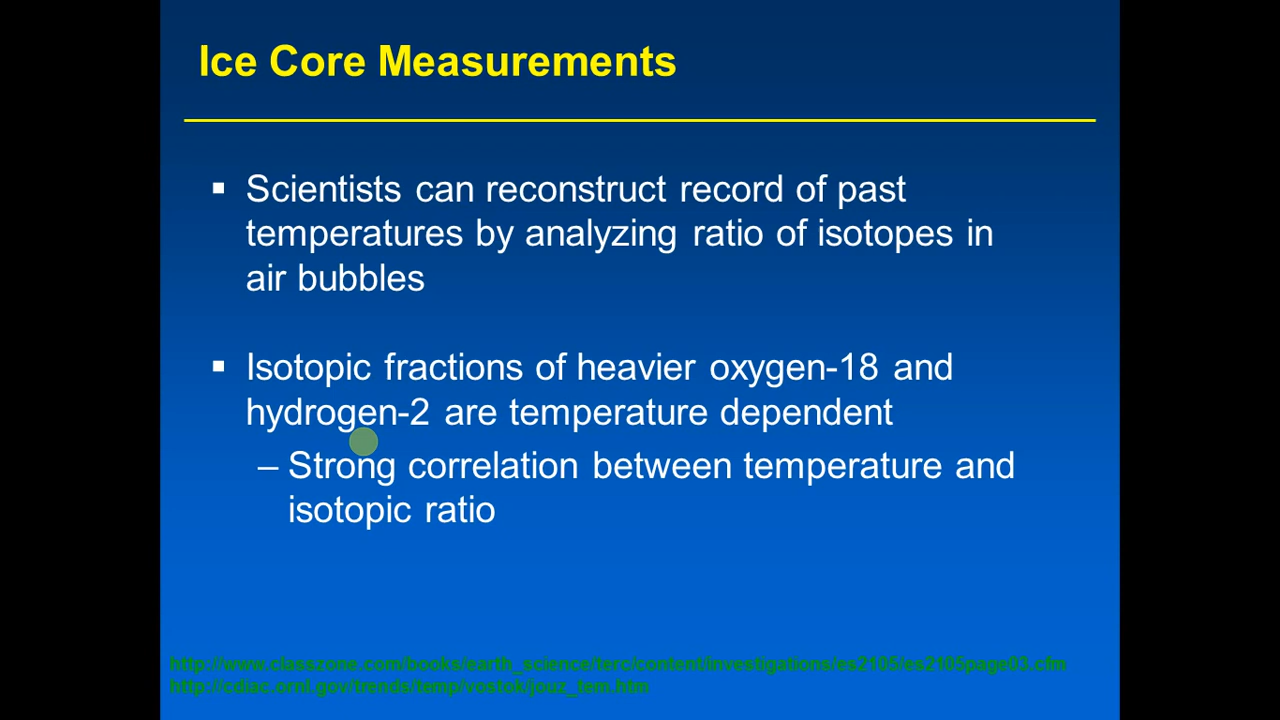 Ice Core Measurements
▪ Scientists can reconstruct record of past
temperatures by analyzing ratio of isotopes in
air bubbles
▪ Isotopic fractions of heavier oxygen-18 and
hydrogen-2 are temperature dependent
– Strong correlation between temperature and
isotopic ratio
http://www.classzone.com/books/earth_science/terc/content/investigations/es2105/es2105page03.cfm
http://cdiac.ornl.gov/trends/temp/vostok/jouz_tem.htm